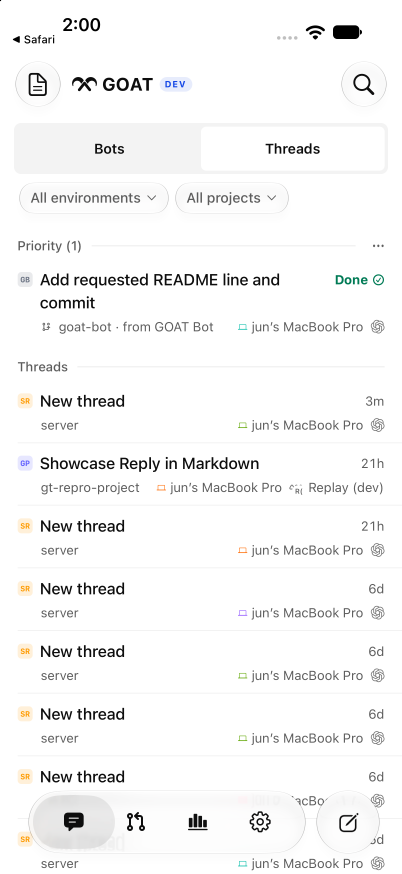 2:00
Safari
GOAT DEV
Bots Threads
All environments All projects
Priority (1) ...
GB Add requested README line and Done
commit
goat-bot · from GOAT Bot jun's MacBook Pro
Threads
SR New thread 3m
server jun's MacBook Pro
GP Showcase Reply in Markdown 21h
gt-repro-project jun's MacBook Pro Replay (dev)
SR New thread 21h
server jun's MacBook Pro
SR New thread 6d
server jun's MacBook Pro
SR New thread 6d
server jun's MacBook Pro
SR New thread 6d
server jun's MacBook Pro
SR New thread 6d
SR
server jun's MacBook Pro